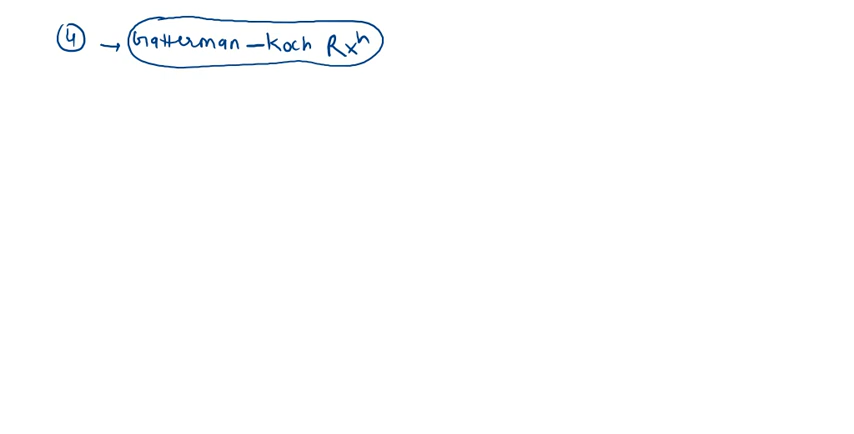 ④ → Gatterman - Koch Rxⁿ